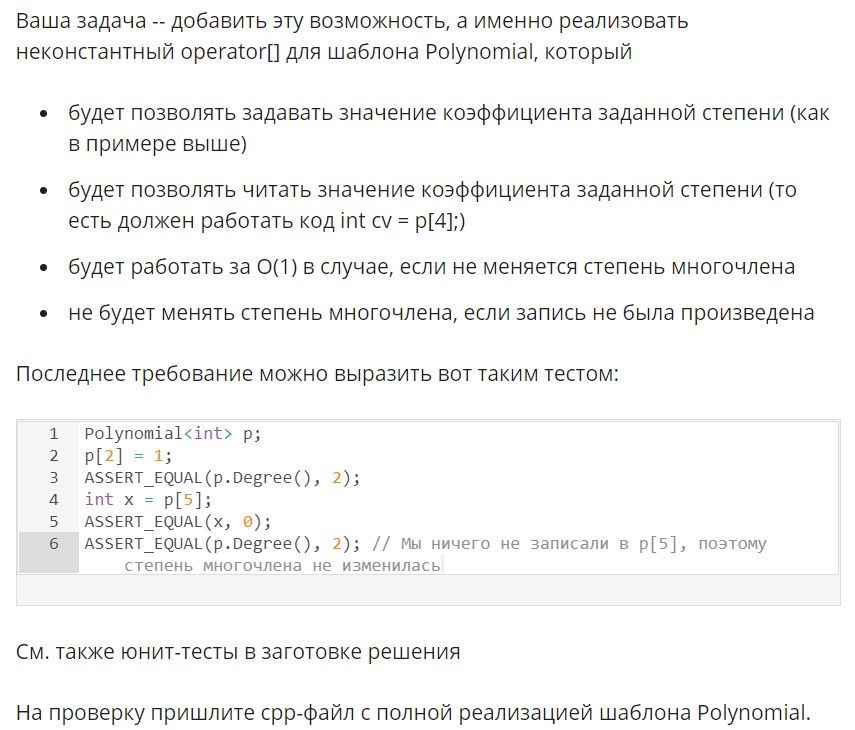 Ваша задача -- добавить эту возможность, а именно реализовать
неконстантный operator[] для шаблона Polynomial, который
• будет позволять задавать значение коэффициента заданной степени (как
в примере выше)
• будет позволять читать значение коэффициента заданной степени (то
есть должен работать код int cv = p[4];)
• будет работать за O(1) в случае, если не меняется степень многочлена
• не будет менять степень многочлена, если запись не была произведена
Последнее требование можно выразить вот таким тестом:
1 Polynomial<int> p;
2 p[2] = 1;
3 ASSERT_EQUAL(p.Degree(), 2);
4 int x = p[5];
5 ASSERT_EQUAL(x, 0);
6 ASSERT_EQUAL(p.Degree(), 2); // Мы ничего не записали в p[5], поэтому
степень многочлена не изменилась
См. также юнит-тесты в заготовке решения
На проверку пришлите cpp-файл с полной реализацией шаблона Polynomial.